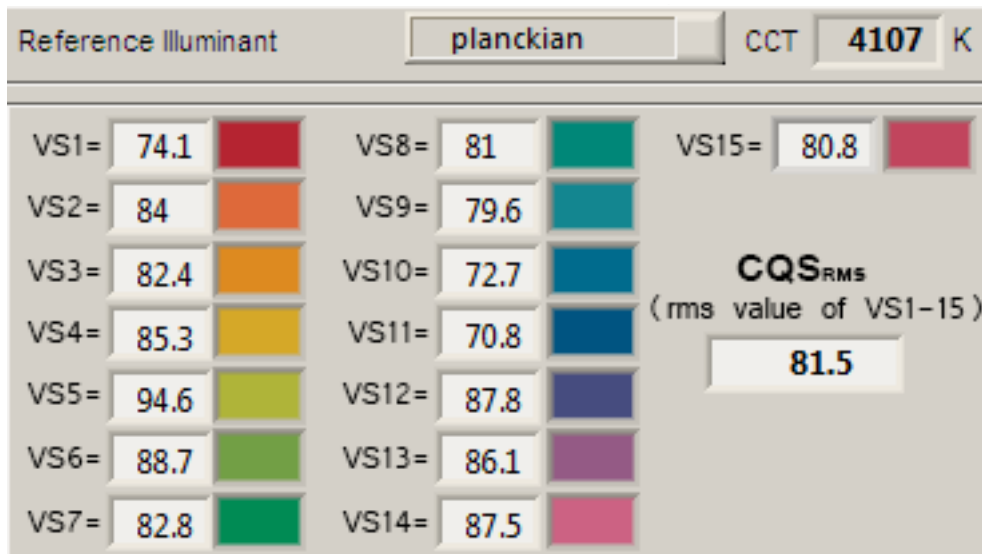 Reference Illuminant planckian CCT 4107 K
VS1= 74.1 VS8= 81 VS15= 80.8
VS2= 84 VS9= 79.6
VS3= 82.4 VS10= 72.7 CQSRMS
(rms value of VS1-15)
VS4= 85.3 VS11= 70.8
81.5
VS5= 94.6 VS12= 87.8
VS6= 88.7 VS13= 86.1
VS7= 82.8 VS14= 87.5